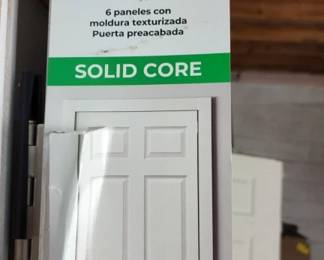 6 paneles con
moldura texturizada
Puerta preacabada
SOLID CORE